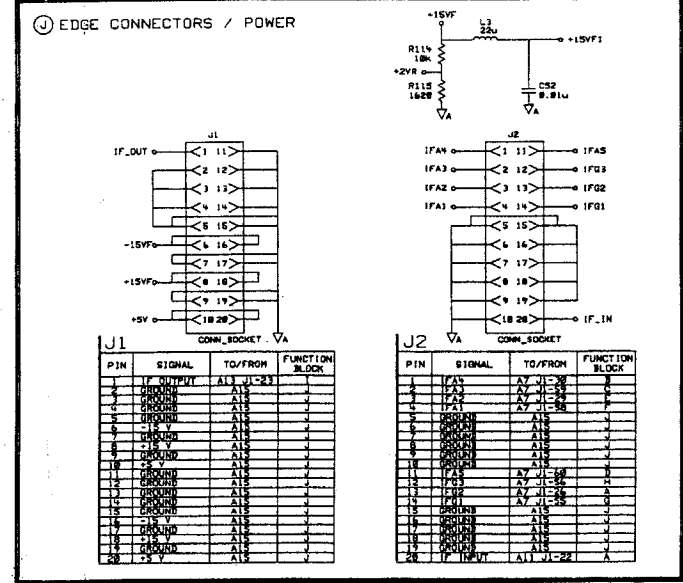 J EDGE CONNECTORS / POWER
+15VF
L3
22u
+15VF1
R114
10K
+2VR
R115
1620
C52
0.01u
A
J1
IF_OUT
1 11
2 12
3 13
4 14
5 15
-15VF
6 16
7 17
+15VF
8 18
9 19
+5V
10 20
CONN_SOCKET
A
J2
IFA4 1 11 IFA5
IFA3 2 12 IFG3
IFA2 3 13 IFG2
IFA1 4 14 IFG1
5 15
6 16
7 17
8 18
9 19
10 20 IF_IN
A
CONN_SOCKET
J1
PIN SIGNAL TO/FROM FUNCTION BLOCK
1 IF OUTPUT A13 J1-23
2 GROUND A15 J
3 GROUND A15 J
4 GROUND A15 J
5 GROUND A15 J
6 -15 V A15 J
7 GROUND A15 J
8 +15 V A15 J
9 GROUND A15 J
10 +5 V A15 J
11 GROUND A15 J
12 GROUND A15 J
13 GROUND A15 J
14 GROUND A15 J
15 GROUND A15 J
16 -15 V A15 J
17 GROUND A15 J
18 +15 V A15 J
19 GROUND A15 J
20 +5 V A15 J
J2
PIN SIGNAL TO/FROM FUNCTION BLOCK
1 IFA4 A7 B
2 IFA3 A7 C
3 IFA2 A7
4 IFA1 A7 J1-58 F
5 GROUND A15 J
6 GROUND A15 J
7 GROUND A15 J
8 GROUND A15 J
9 GROUND A15 J
10 GROUND A15 J
11 IFA5 A7 J1-60 D
12 IFG3 A7 J1-56 H
13 IFG2 A7 J1-26 A
14 IFG1 A7 J1-55 G
15 GROUND A15 J
16 GROUND A15 J
17 GROUND A15 J
18 GROUND A15 J
19 GROUND A15 J
20 IF INPUT A11 J1-22 A